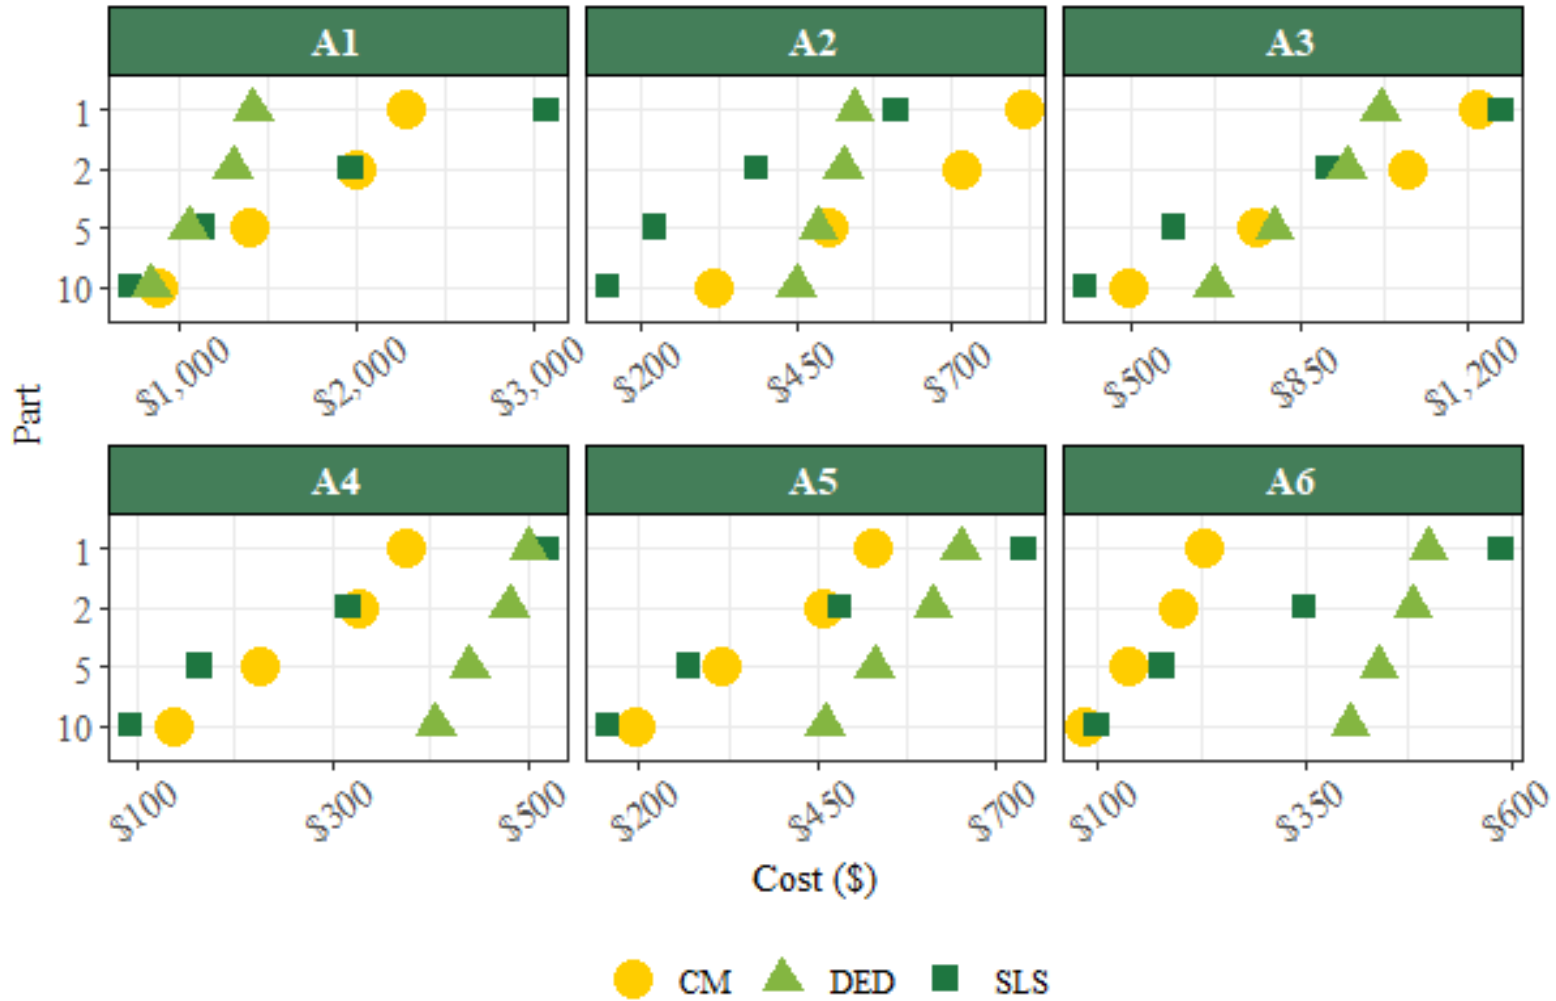 A1 A2 A3
1
2
5
10
$1,000 $2,000 $3,000 $200 $450 $700 $500 $850 $1,200
Part
A4 A5 A6
1
2
5
10
$100 $300 $500 $200 $450 $700 $100 $350 $600
Cost ($)
CM DED SLS